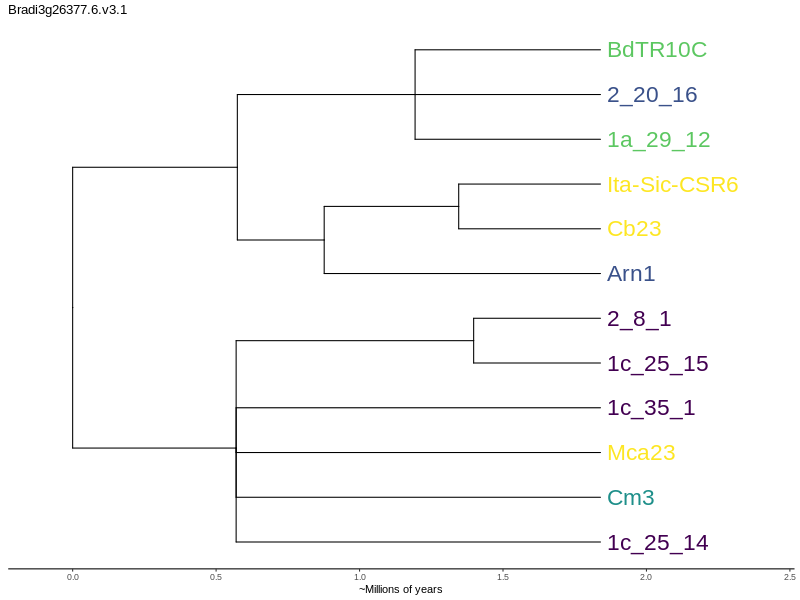 Bradi3g26377.6.v3.1
BdTR10C
2_20_16
1a_29_12
Ita-Sic-CSR6
Cb23
Arn1
2_8_1
1c_25_15
1c_35_1
Mca23
Cm3
1c_25_14
0.0 0.5 1.0 1.5 2.0 2.5
~Millions of years